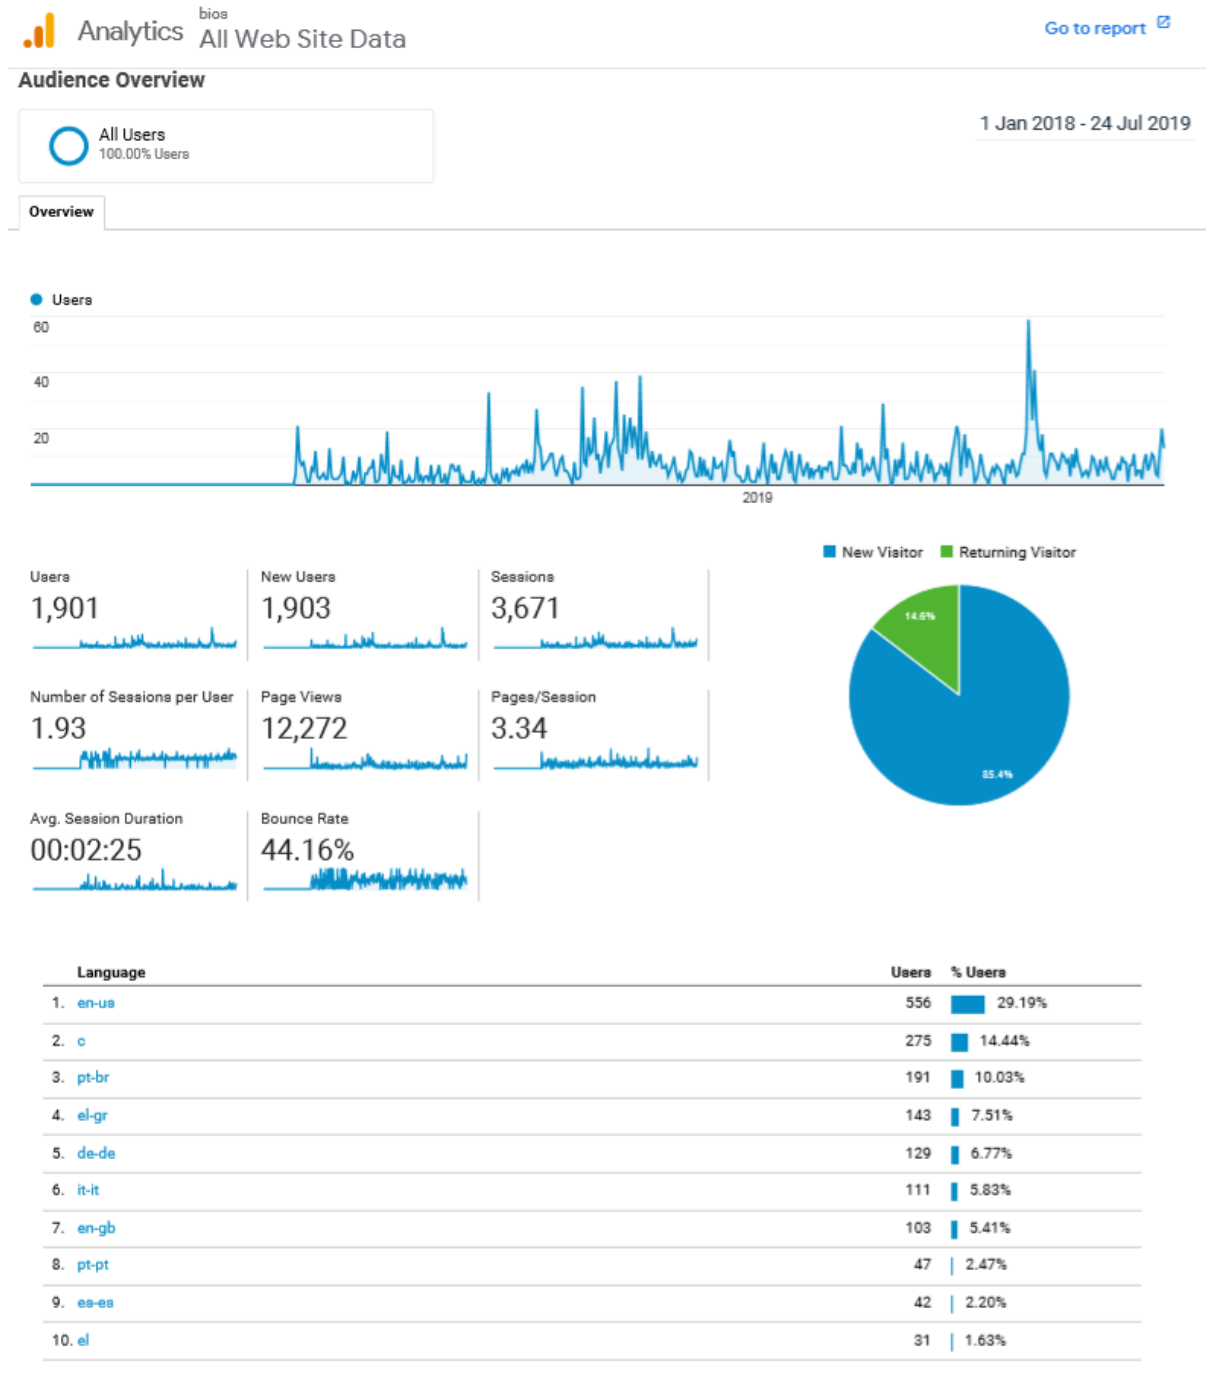 bios
Analytics All Web Site Data
Go to report
Audience Overview
All Users
100.00% Users
1 Jan 2018 - 24 Jul 2019
Overview
Users
60
40
20
2019
New Visitor Returning Visitor
14.6%
85.4%
Users New Users Sessions
1,901 1,903 3,671
Number of Sessions per User Page Views Pages/Session
1.93 12,272 3.34
Avg. Session Duration Bounce Rate
00:02:25 44.16%
Language Users % Users
1. en-us 556 29.19%
2. c 275 14.44%
3. pt-br 191 10.03%
4. el-gr 143 7.51%
5. de-de 129 6.77%
6. it-it 111 5.83%
7. en-gb 103 5.41%
8. pt-pt 47 2.47%
9. es-es 42 2.20%
10. el 31 1.63%